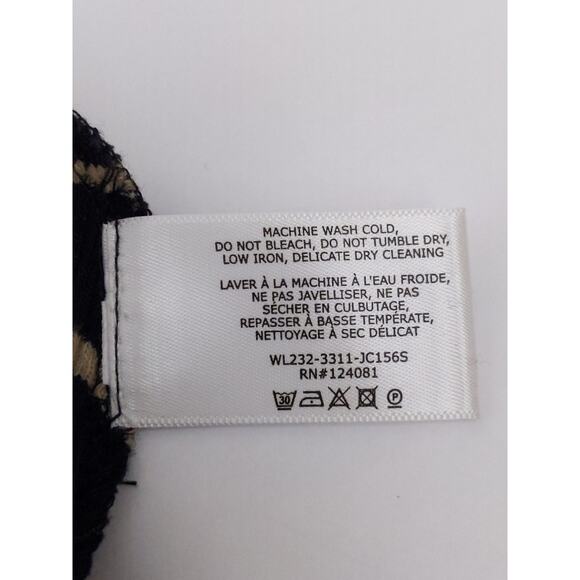 MACHINE WASH COLD,
DO NOT BLEACH, DO NOT TUMBLE DRY,
LOW IRON, DELICATE DRY CLEANING
LAVER À LA MACHINE À L'EAU FROIDE,
NE PAS JAVELLISER, NE PAS
SÉCHER EN CULBUTAGE,
REPASSER À BASSE TEMPÉRATE,
NETTOYAGE À SEC DÉLICAT
WL232-3311-JC156S
RN#124081
30 P